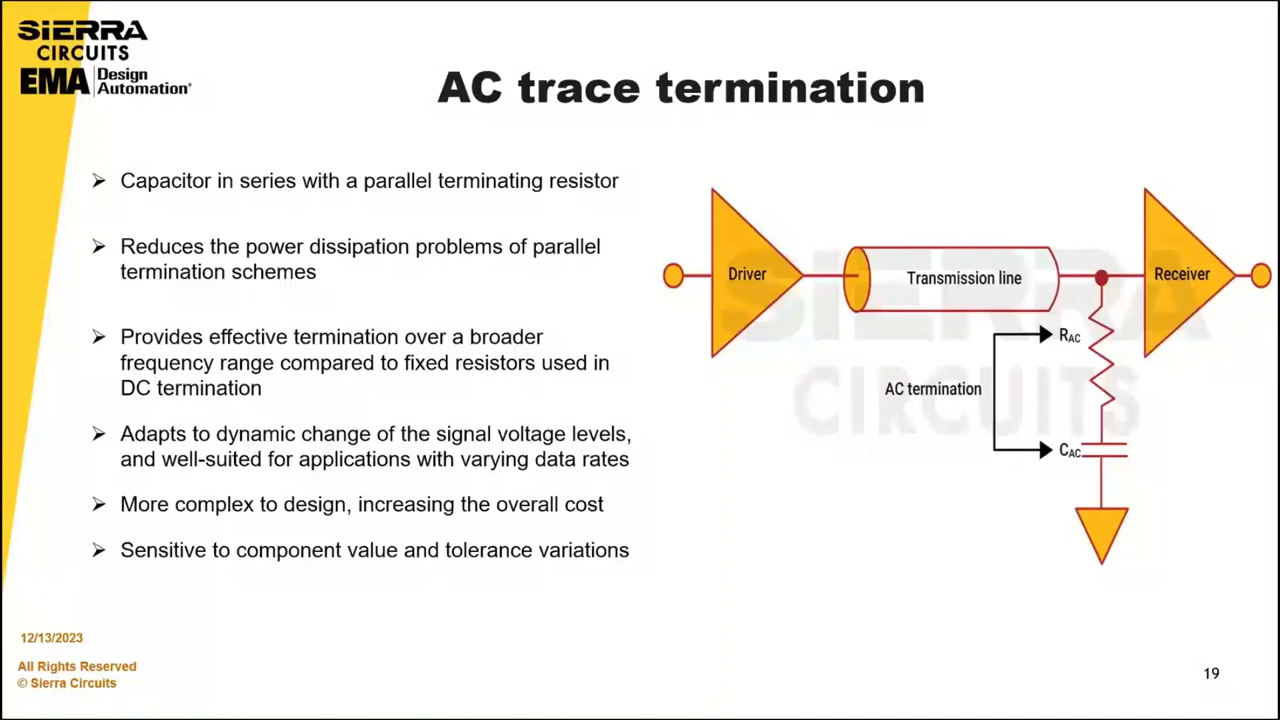 SIERRA
CIRCUITS
EMA Design
Automation®
AC trace termination
➢ Capacitor in series with a parallel terminating resistor
➢ Reduces the power dissipation problems of parallel
termination schemes
➢ Provides effective termination over a broader
frequency range compared to fixed resistors used in
DC termination
➢ Adapts to dynamic change of the signal voltage levels,
and well-suited for applications with varying data rates
➢ More complex to design, increasing the overall cost
➢ Sensitive to component value and tolerance variations
Driver
Transmission line
Receiver
RAC
AC termination
CAC
SIERRA
CIRCUITS
12/13/2023
All Rights Reserved
© Sierra Circuits
19